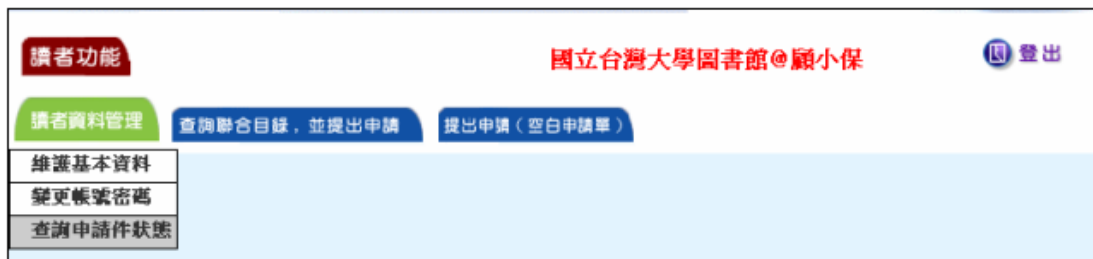 讀者功能
國立台灣大學圖書館@顧小保
登出
讀者資料管理
查詢聯合目錄，並提出申請
提出申請（空白申請單）
維護基本資料
變更帳號密碼
查詢申請件狀態